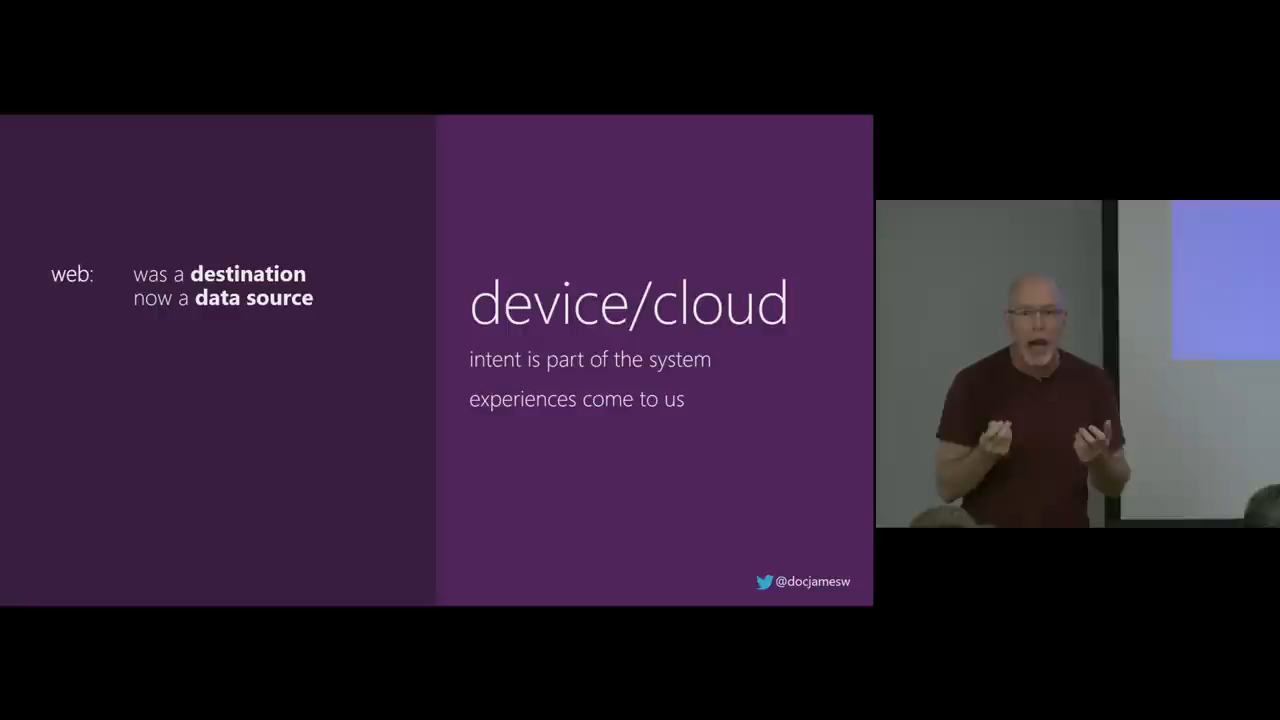 web: was a destination
now a data source
device/cloud
intent is part of the system
experiences come to us
@docjamesw